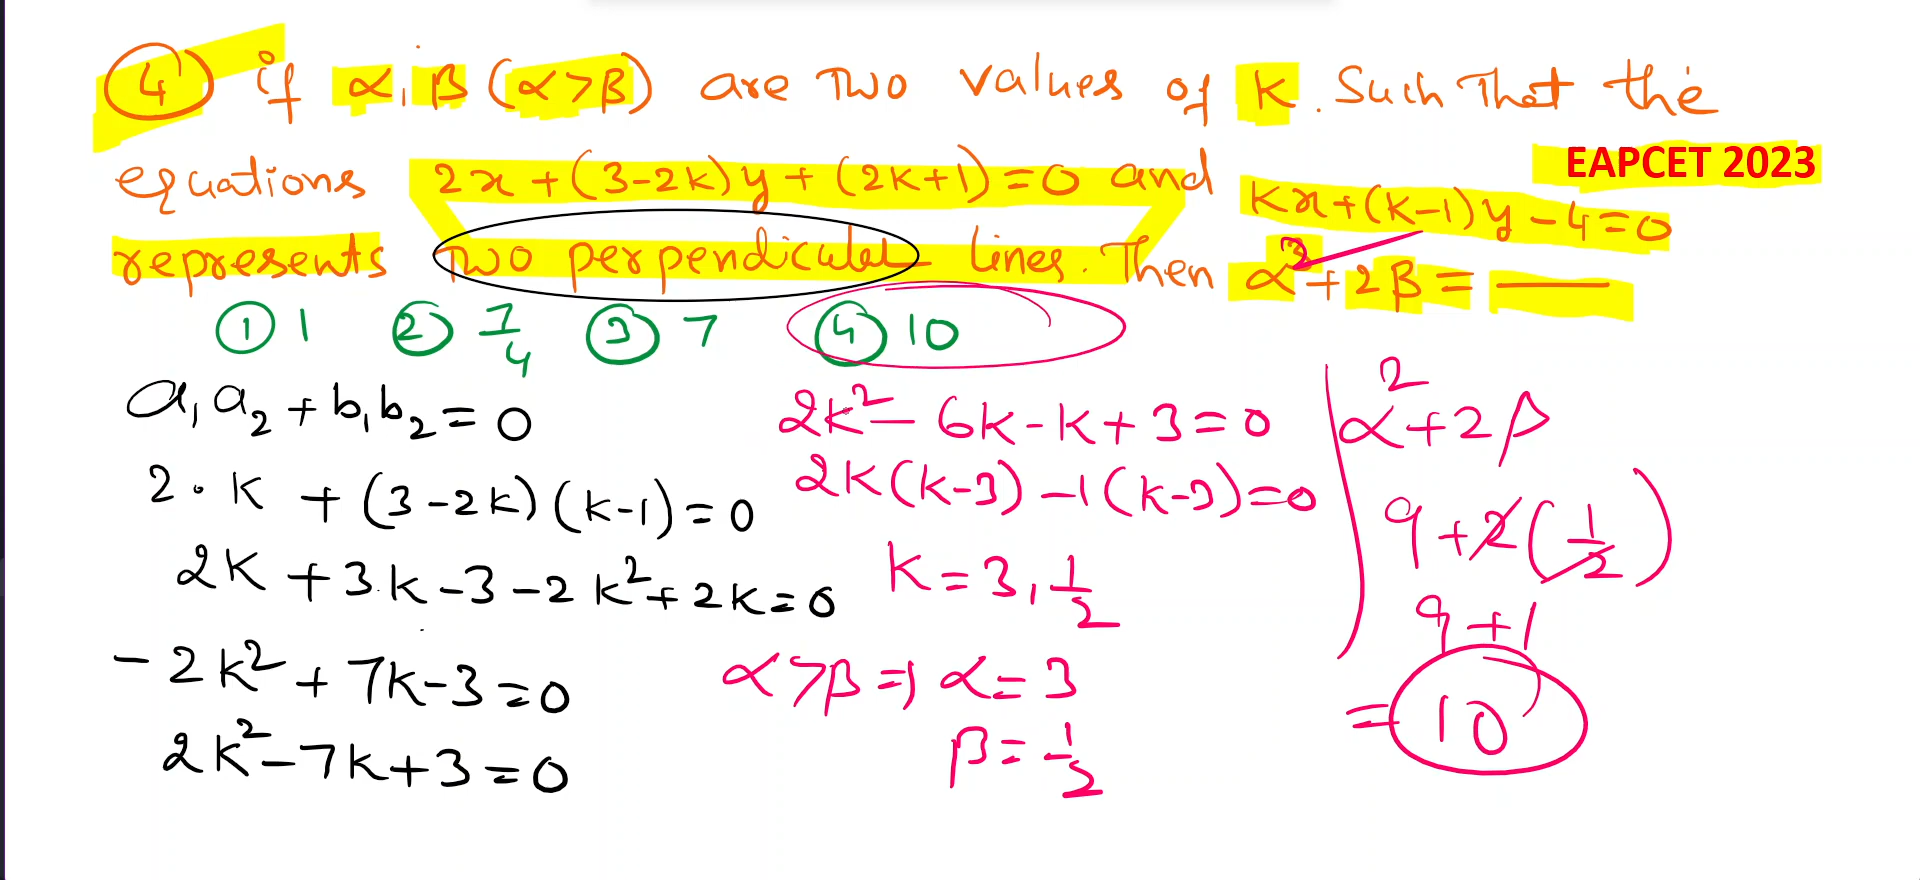 ④ if α, β (α>β) are Two values of K. Such That the
equations 2x+(3-2K)y+(2K+1)=0 and Kx+(K-1)y-4=0
EAPCET 2023
represents Two perpendicular lines. Then α²+2β = ——
① 1 ② 7/4 ③ 7 ④ 10
a₁a₂+b₁b₂=0
2·K+(3-2K)(K-1)=0
2K+3·K-3-2K²+2K=0
-2K²+7K-3=0
2K²-7K+3=0
2K²-6K-K+3=0
2K(K-3)-1(K-3)=0
K=3, 1/2
α>β ⇒ α=3
β=1/2
α²+2β
9+2(1/2)
9+1
=10